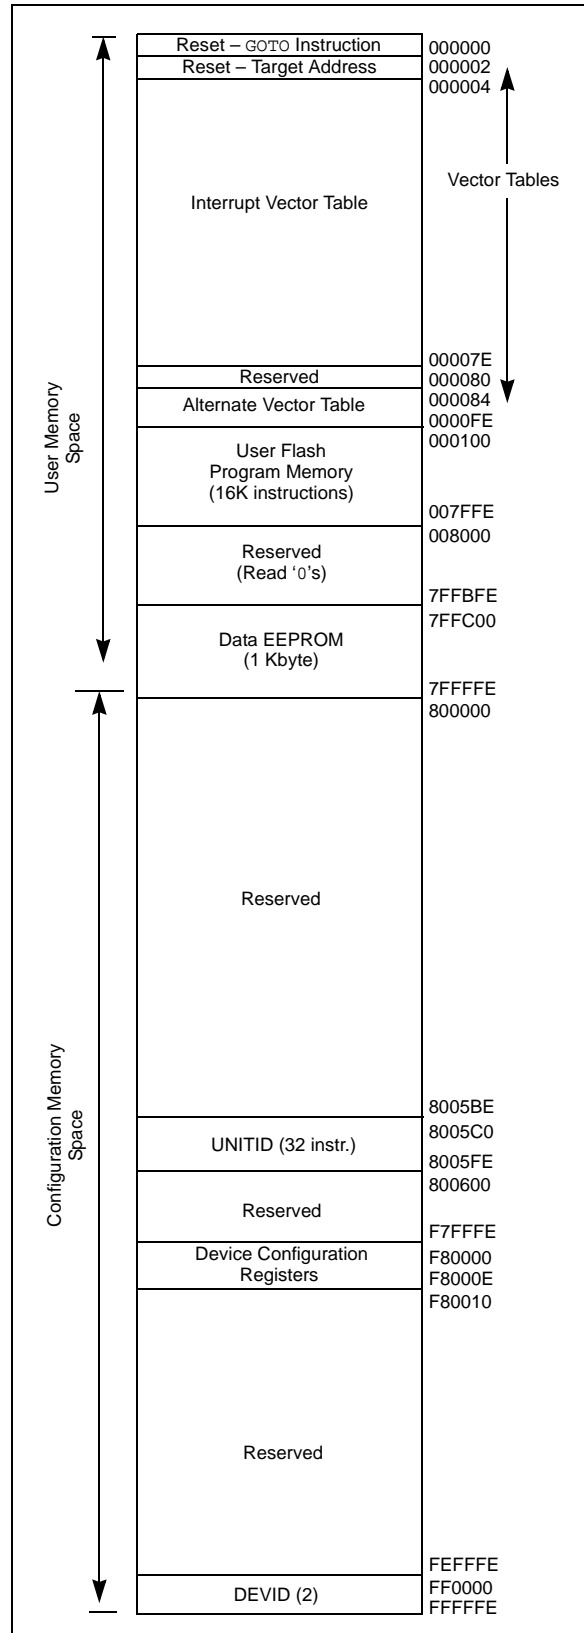 Reset – GOTO Instruction
000000
Reset – Target Address
000002
000004
Interrupt Vector Table
Vector Tables
00007E
Reserved
000080
Alternate Vector Table
000084
0000FE
User Flash
Program Memory
(16K instructions)
000100
007FFE
Reserved
(Read ‘0’s)
008000
7FFBFE
Data EEPROM
(1 Kbyte)
7FFC00
7FFFFE
User Memory
Space
800000
Reserved
8005BE
UNITID (32 instr.)
8005C0
8005FE
Reserved
800600
F7FFFE
Device Configuration
Registers
F80000
F8000E
Reserved
F80010
FEFFFE
DEVID (2)
FF0000
FFFFFE
Configuration Memory
Space